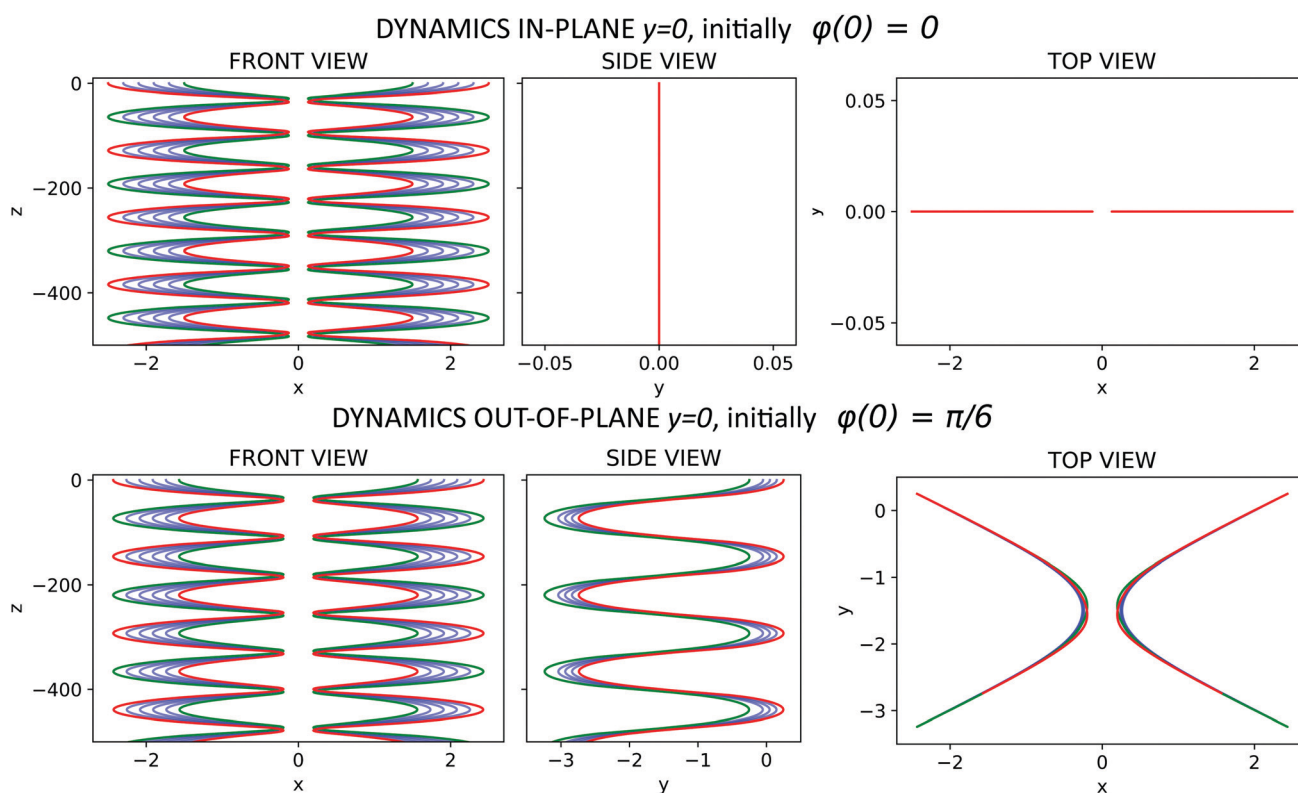 DYNAMICS IN-PLANE y=0, initially φ(0) = 0
FRONT VIEW
SIDE VIEW
TOP VIEW
0
−200
−400
z
−2
0
2
x
−0.05
0.00
0.05
y
0.05
0.00
−0.05
y
−2
0
2
x
DYNAMICS OUT-OF-PLANE y=0, initially φ(0) = π/6
FRONT VIEW
SIDE VIEW
TOP VIEW
0
−200
−400
z
−2
0
2
x
−3
−2
−1
0
y
0
−1
−2
−3
y
−2
0
2
x